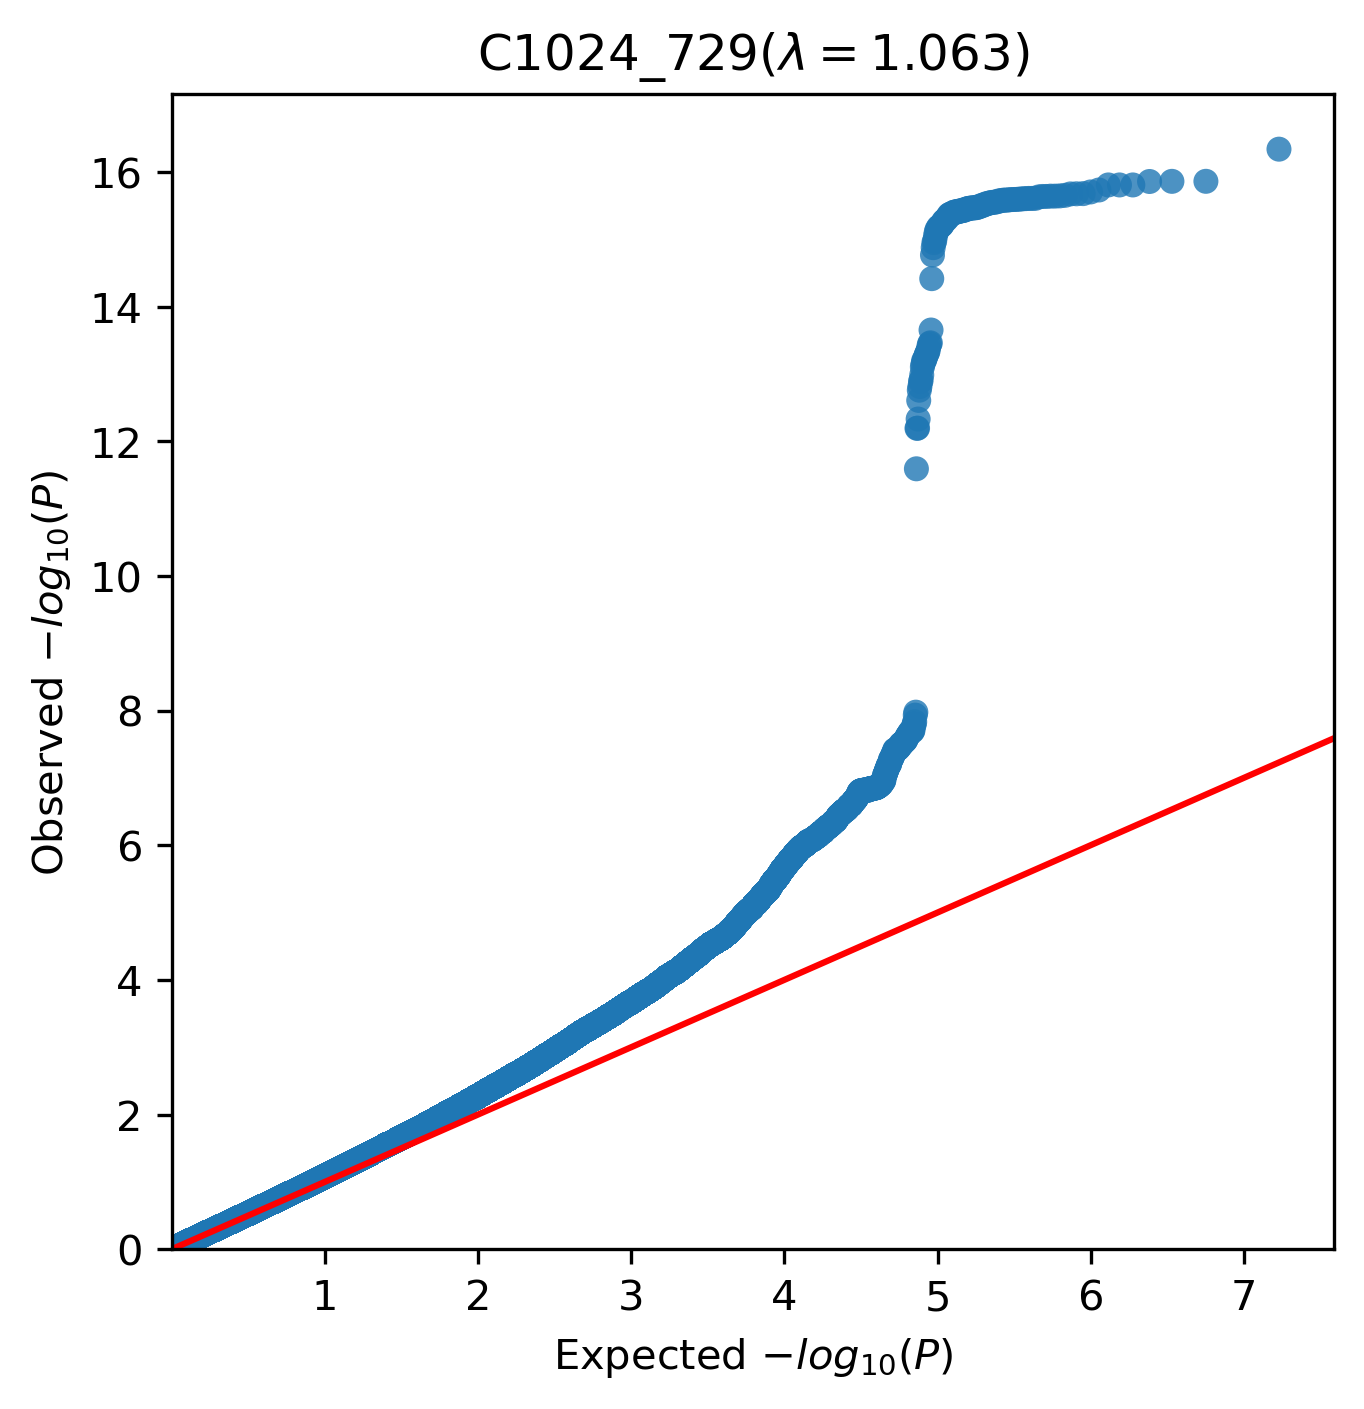 C1024_729(λ = 1.063)
16
14
12
10
8
6
4
2
0
Observed −log₁₀(P)
1 2 3 4 5 6 7
Expected −log₁₀(P)